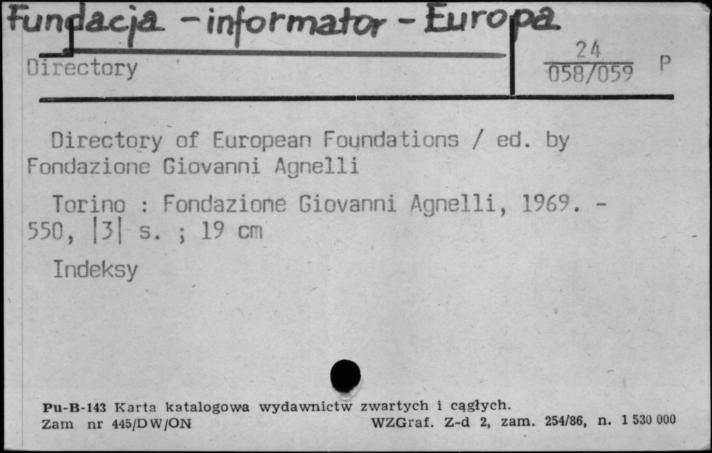 Fundacja - informator - Europa
Directory
24
058/059 P
Directory of European Foundations / ed. by
Fondazione Giovanni Agnelli
Torino : Fondazione Giovanni Agnelli, 1969. -
550, |3| s. ; 19 cm
Indeksy
Pu-B-143 Karta katalogowa wydawnictw zwartych i cągłych.
Zam nr 445/DW/ON WZGraf. Z-d 2, zam. 254/86, n. 1 530 000